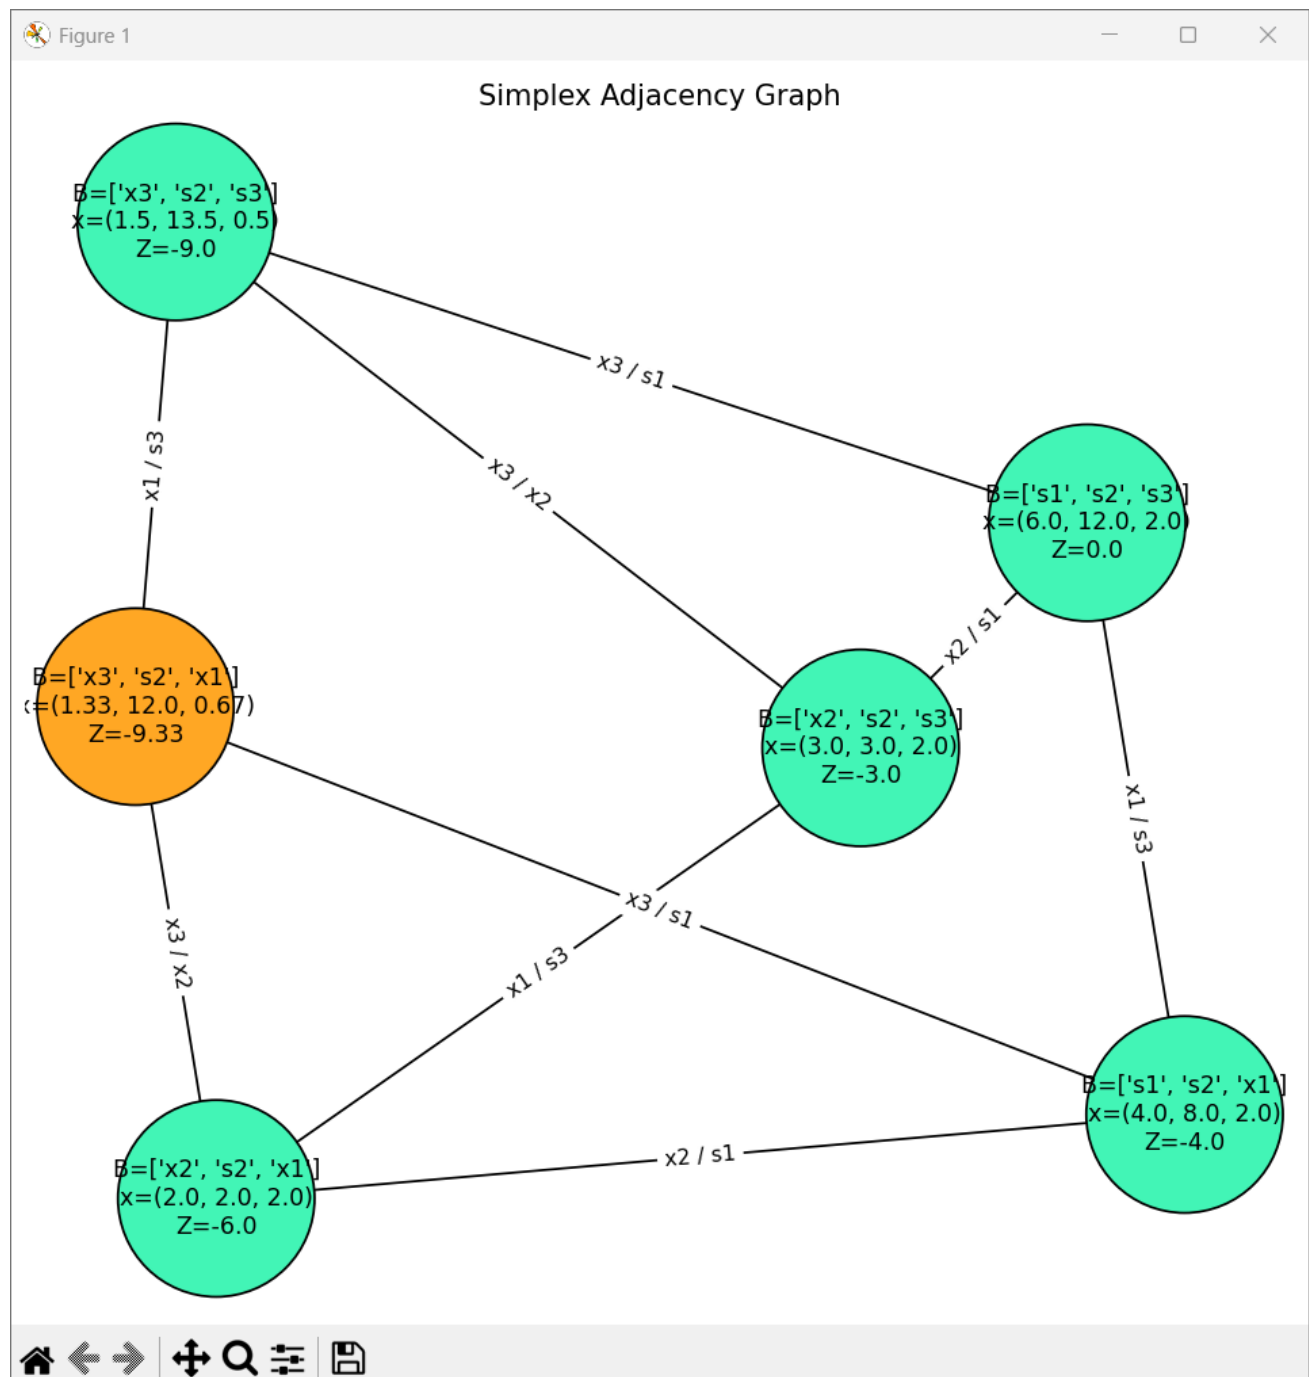 Figure 1
Simplex Adjacency Graph
B=['x3', 's2', 's3']
x=(1.5, 13.5, 0.5)
Z=-9.0
x3 / s1
x1 / s3
x3 / x2
B=['s1', 's2', 's3']
x=(6.0, 12.0, 2.0)
Z=0.0
x2 / s1
B=['x3', 's2', 'x1']
x=(1.33, 12.0, 0.67)
Z=-9.33
B=['x2', 's2', 's3']
x=(3.0, 3.0, 2.0)
Z=-3.0
x1 / s3
x3 / s1
x3 / x2
x1 / s3
B=['s1', 's2', 'x1']
x=(4.0, 8.0, 2.0)
Z=-4.0
x2 / s1
B=['x2', 's2', 'x1']
x=(2.0, 2.0, 2.0)
Z=-6.0